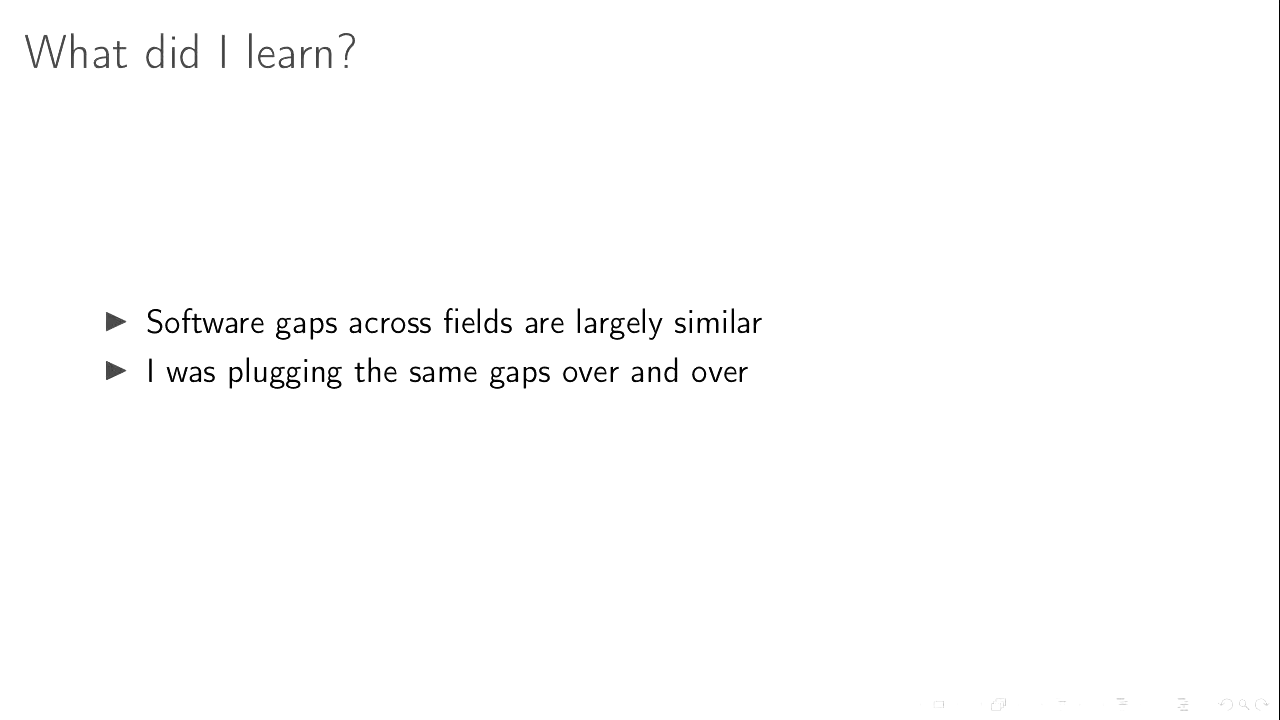 What did I learn?
▶ Software gaps across fields are largely similar
▶ I was plugging the same gaps over and over